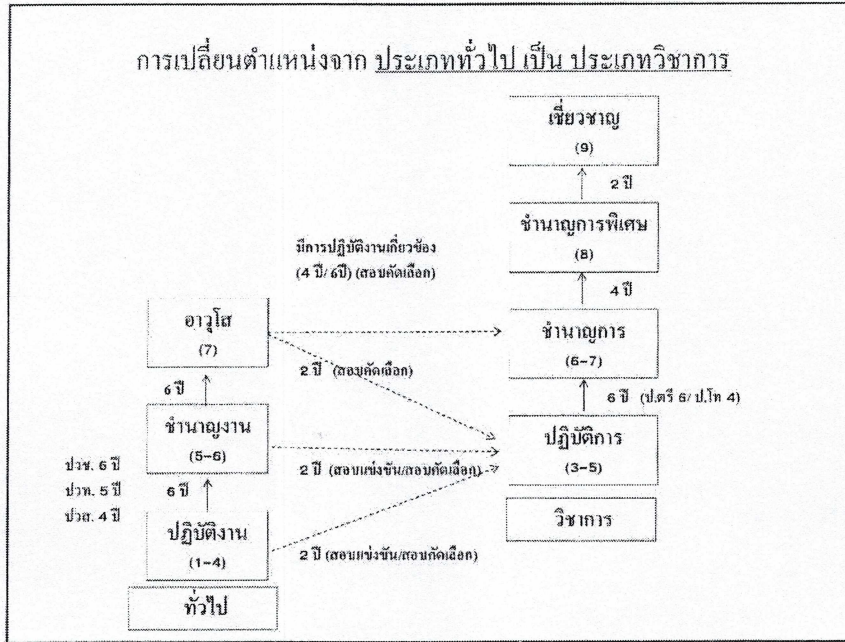 การเปลี่ยนตำแหน่งจาก ประเภททั่วไป เป็น ประเภทวิชาการ
เชี่ยวชาญ
(9)
2 ปี
ชำนาญการพิเศษ
(8)
มีการปฏิบัติงานเกี่ยวข้อง
(4 ปี/ 6ปี) (สอบคัดเลือก)
4 ปี
อาวุโส
(7)
ชำนาญการ
(6-7)
2 ปี (สอบคัดเลือก)
6 ปี
6 ปี (ป.ตรี 6/ ป.โท 4)
ชำนาญงาน
(5-6)
ปฏิบัติการ
(3-5)
ปวช. 6 ปี
ปวท. 5 ปี
ปวส. 4 ปี
6 ปี
2 ปี (สอบแข่งขัน/สอบคัดเลือก)
วิชาการ
ปฏิบัติงาน
(1-4)
2 ปี (สอบแข่งขัน/สอบคัดเลือก)
ทั่วไป